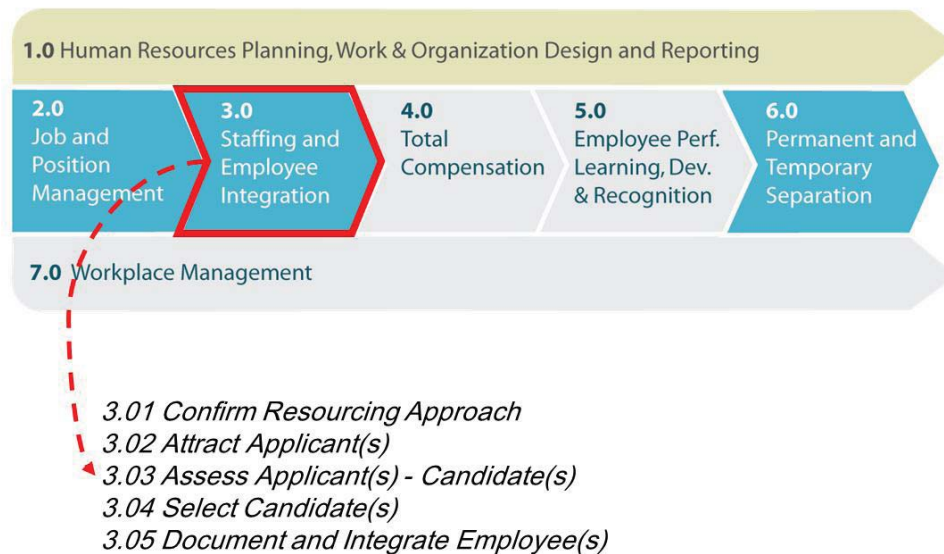 1.0 Human Resources Planning, Work & Organization Design and Reporting
2.0
Job and
Position
Management
3.0
Staffing and
Employee
Integration
4.0
Total
Compensation
5.0
Employee Perf.
Learning, Dev.
& Recognition
6.0
Permanent and
Temporary
Separation
7.0 Workplace Management
3.01 Confirm Resourcing Approach
3.02 Attract Applicant(s)
3.03 Assess Applicant(s) - Candidate(s)
3.04 Select Candidate(s)
3.05 Document and Integrate Employee(s)